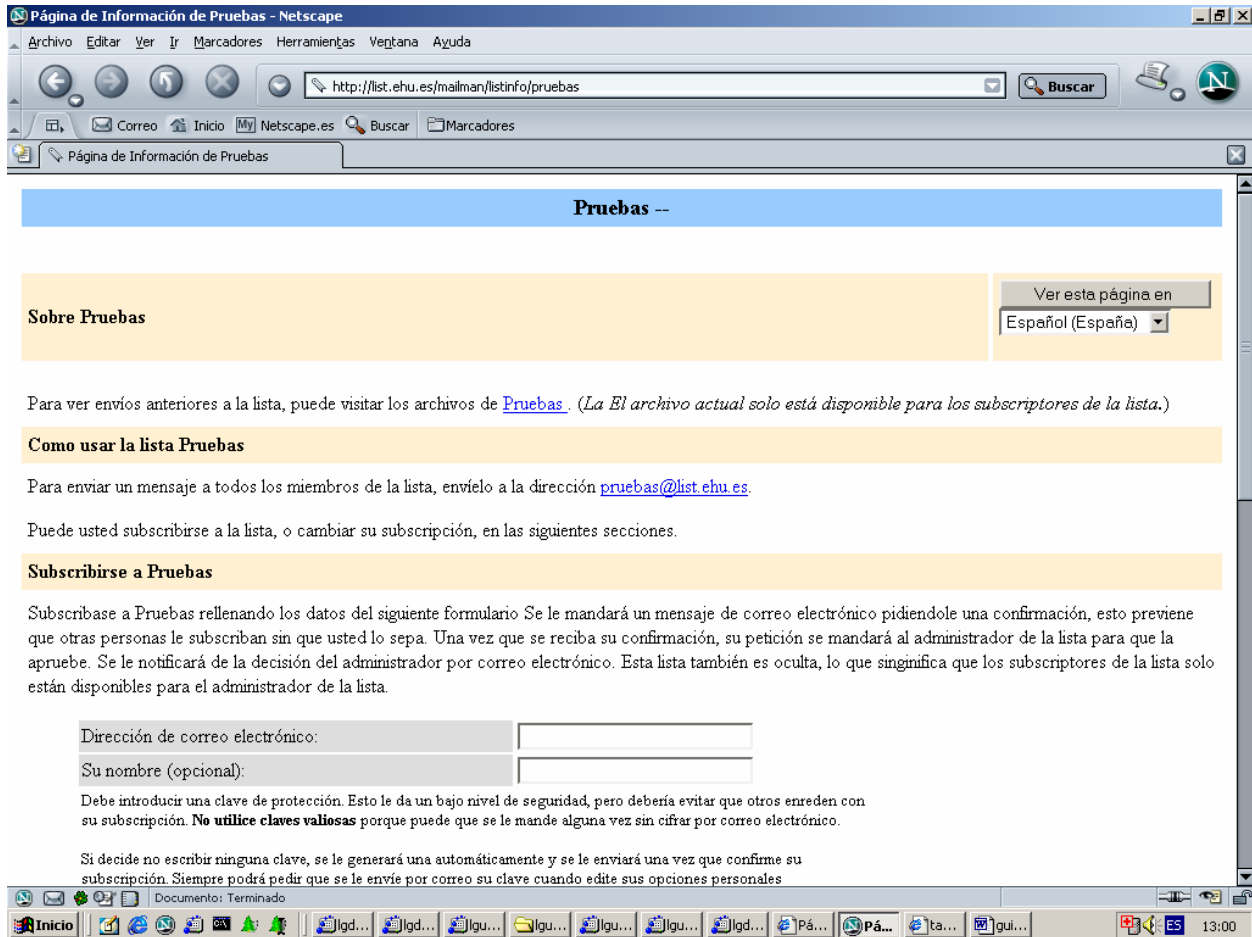 Página de Información de Pruebas - Netscape
Archivo Editar Ver Ir Marcadores Herramientas Ventana Ayuda
http://list.ehu.es/mailman/listinfo/pruebas Buscar N
Correo Inicio My Netscape.es Buscar Marcadores
Página de Información de Pruebas
Pruebas --
Sobre Pruebas
Ver esta página en
Español (España)
Para ver envíos anteriores a la lista, puede visitar los archivos de Pruebas . (La El archivo actual solo está disponible para los subscriptores de la lista.)
Como usar la lista Pruebas
Para enviar un mensaje a todos los miembros de la lista, envíelo a la dirección pruebas@list.ehu.es.
Puede usted subscribirse a la lista, o cambiar su subscripción, en las siguientes secciones.
Subscribirse a Pruebas
Subscribase a Pruebas rellenando los datos del siguiente formulario Se le mandará un mensaje de correo electrónico pidiendole una confirmación, esto previene
que otras personas le subscriban sin que usted lo sepa. Una vez que se reciba su confirmación, su petición se mandará al administrador de la lista para que la
apruebe. Se le notificará de la decisión del administrador por correo electrónico. Esta lista también es oculta, lo que singinifica que los subscriptores de la lista solo
están disponibles para el administrador de la lista.
Dirección de correo electrónico:
Su nombre (opcional):
Debe introducir una clave de protección. Esto le da un bajo nivel de seguridad, pero debería evitar que otros enreden con
su subscripción. No utilice claves valiosas porque puede que se le mande alguna vez sin cifrar por correo electrónico.
Si decide no escribir ninguna clave, se le generará una automáticamente y se le enviará una vez que confirme su
subscripción. Siempre podrá pedir que se le envíe por correo su clave cuando edite sus opciones personales
Documento: Terminado
Inicio lgd... lgd... lgu... lgu... lgu... lgu... lgd... Pá... Pá... ta... gui... ES 13:00